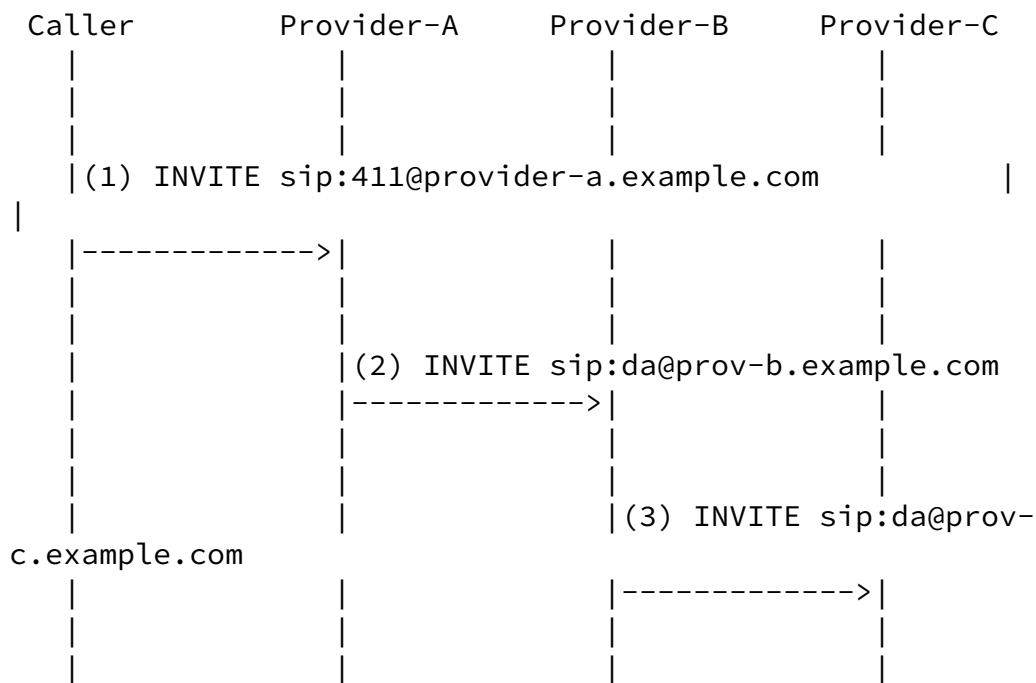 Caller Provider-A Provider-B Provider-C
| | | |
| | | |
| | | |
|(1) INVITE sip:411@provider-a.example.com |
|
|------------->| | |
| | | |
| | | |
| |(2) INVITE sip:da@prov-b.example.com
| |------------->| |
| | | |
| | | |
| | |(3) INVITE sip:da@prov-
c.example.com
| | |------------->|
| | | |
| | | |